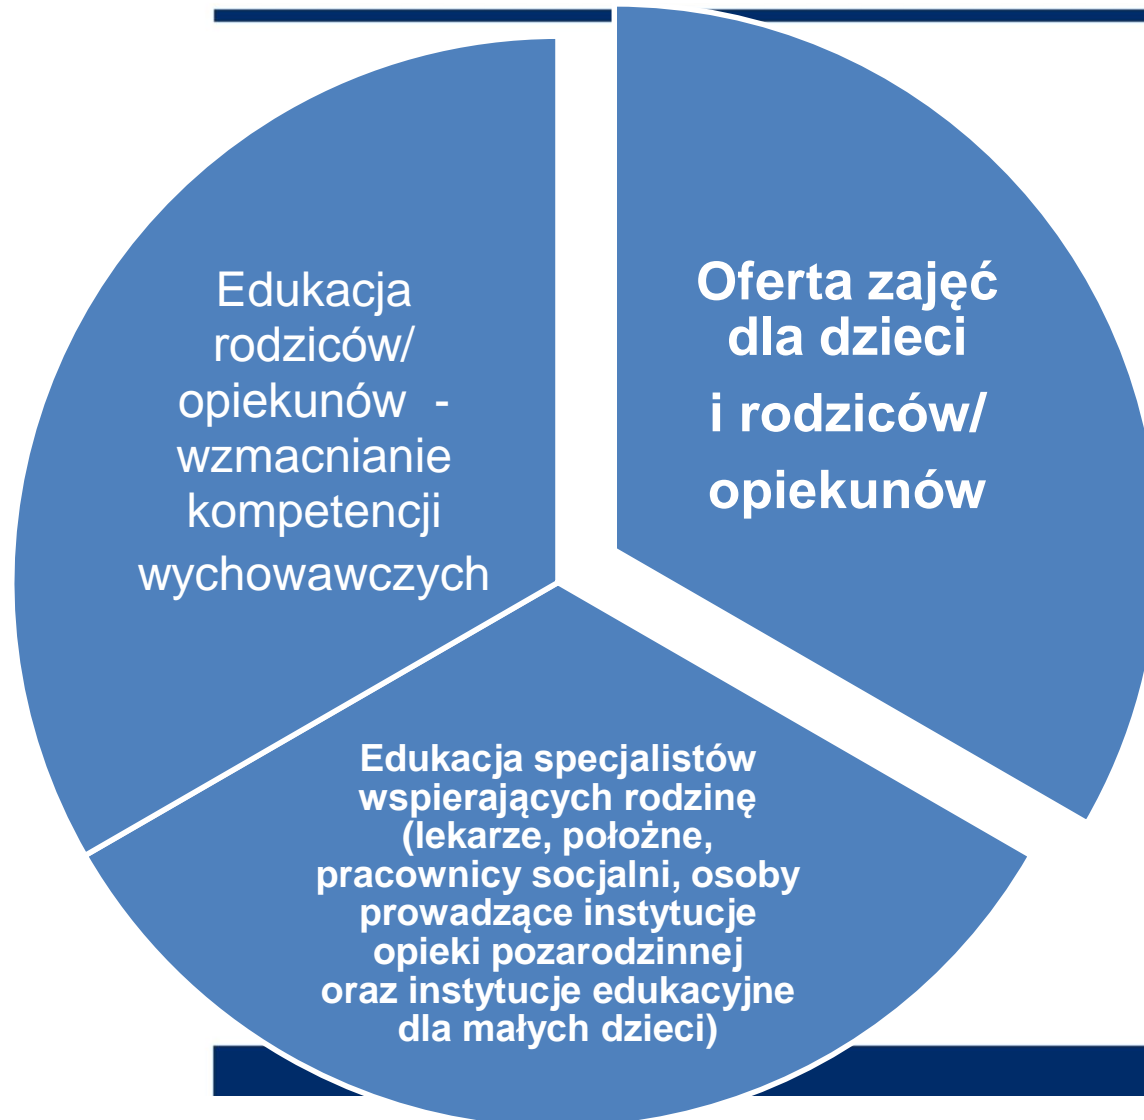 Edukacja
rodziców/
opiekunów -
wzmacnianie
kompetencji
wychowawczych
Oferta zajęć
dla dzieci
i rodziców/
opiekunów
Edukacja specjalistów
wspierających rodzinę
(lekarze, położne,
pracownicy socjalni, osoby
prowadzące instytucje
opieki pozarodzinnej
oraz instytucje edukacyjne
dla małych dzieci)